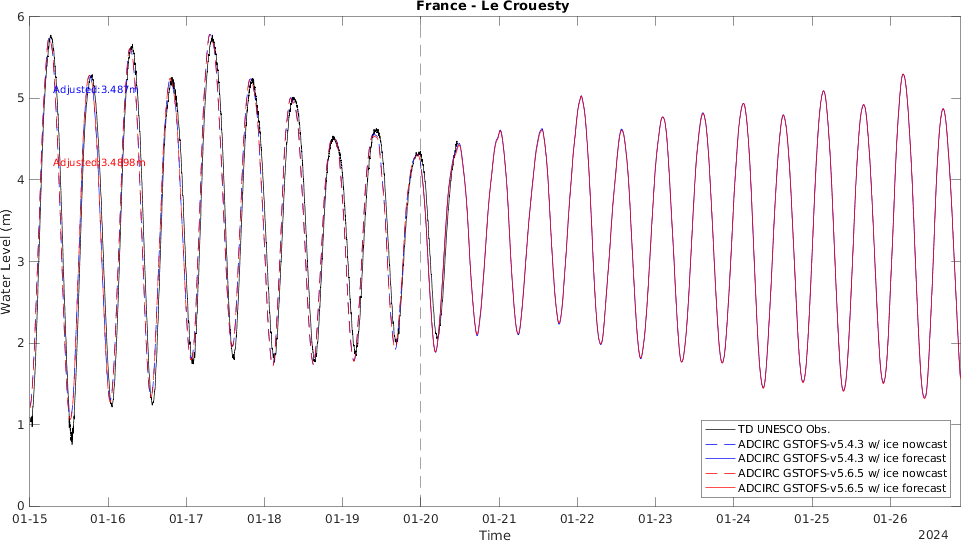 France - Le Crouesty
6
5
4
3
2
1
0
Water Level (m)
Adjusted:3.487m
Adjusted:3.4898m
TD UNESCO Obs.
ADCIRC GSTOFS-v5.4.3 w/ ice nowcast
ADCIRC GSTOFS-v5.4.3 w/ ice forecast
ADCIRC GSTOFS-v5.6.5 w/ ice nowcast
ADCIRC GSTOFS-v5.6.5 w/ ice forecast
01-15 01-16 01-17 01-18 01-19 01-20 01-21 01-22 01-23 01-24 01-25 01-26
Time
2024